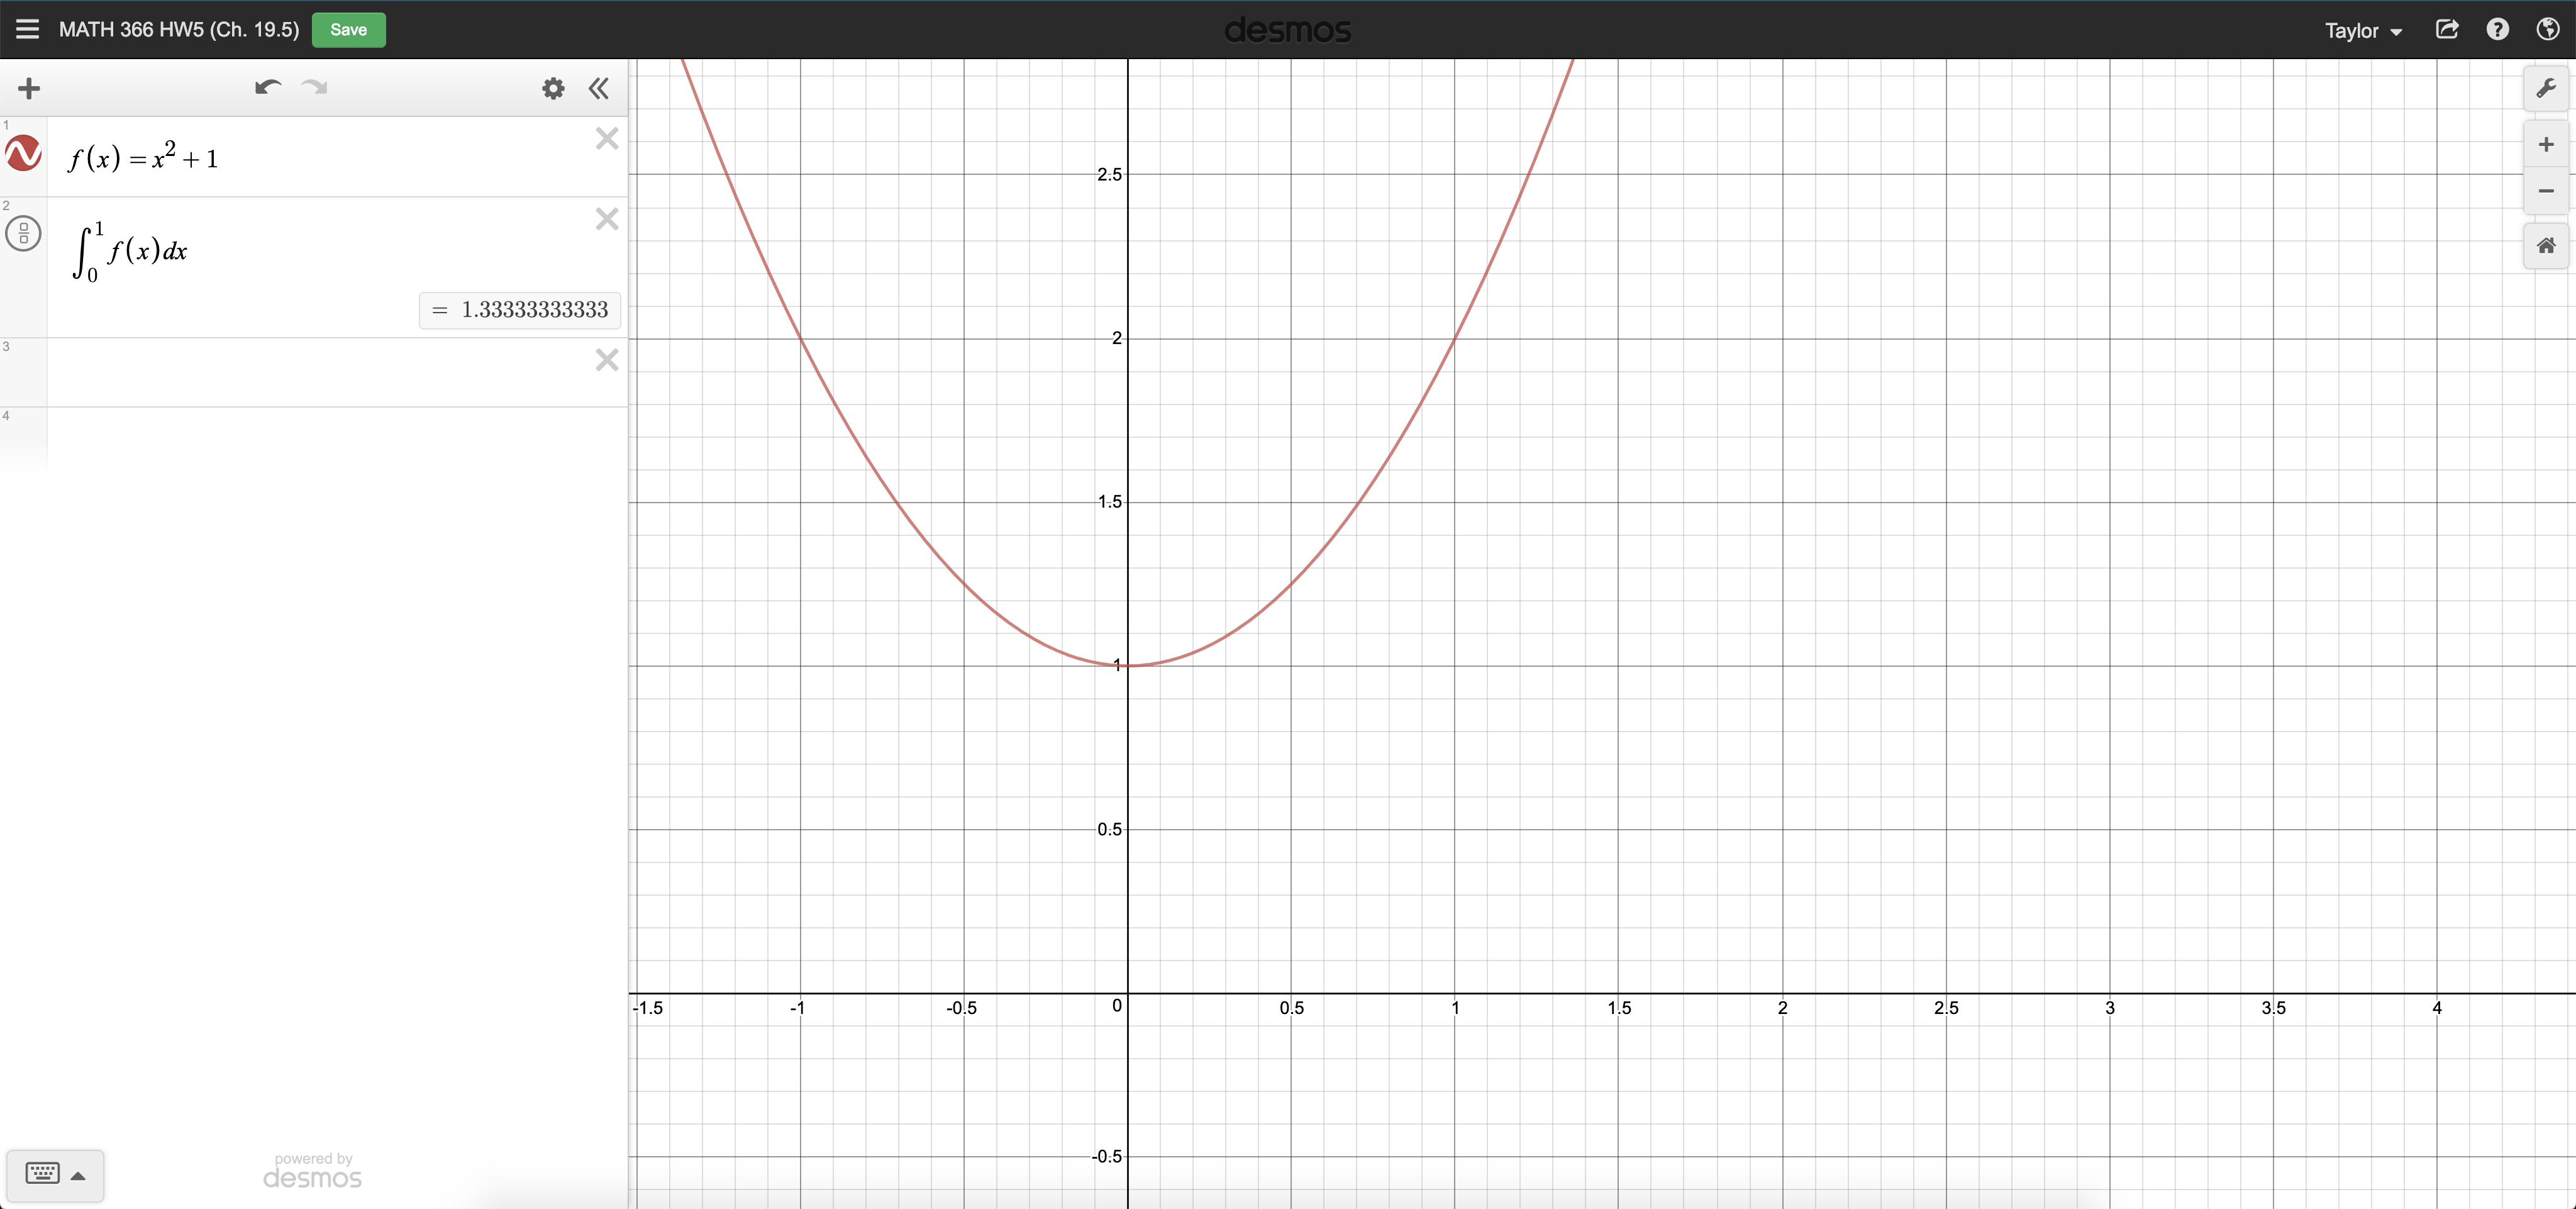 MATH 366 HW5 (Ch. 19.5) Save desmos Taylor
1
f(x) = x² + 1
2
∫₀¹ f(x)dx
= 1.33333333333
3
4
powered by
desmos
2.5
2
1.5
1
0.5
-1.5 -1 -0.5 0 0.5 1 1.5 2 2.5 3 3.5 4
-0.5